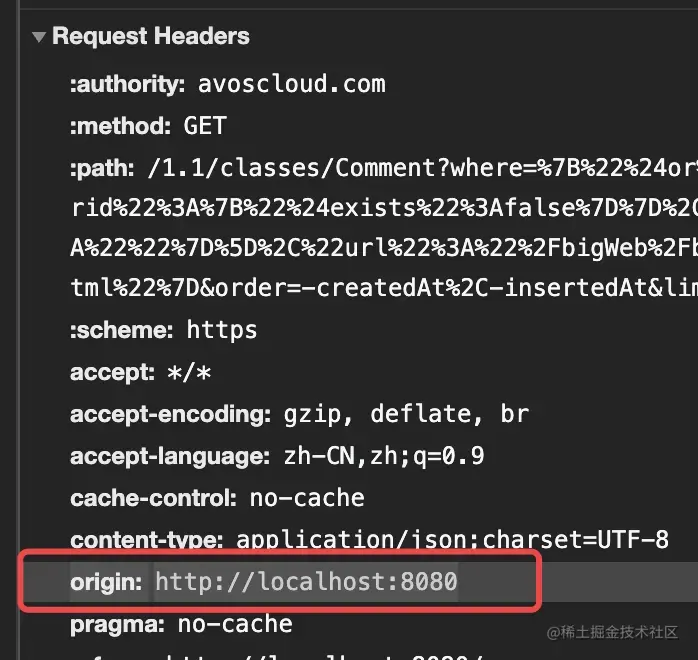 Request Headers
:authority: avoscloud.com
:method: GET
:path: /1.1/classes/Comment?where=%7B%22%24or%
rid%22%3A%7B%22%24exists%22%3Afalse%7D%7D%2C
A%22%22%7D%5D%2C%22url%22%3A%22%2FbigWeb%2Fb
tml%22%7D&order=-createdAt%2C-insertedAt&lim
:scheme: https
accept: */*
accept-encoding: gzip, deflate, br
accept-language: zh-CN,zh;q=0.9
cache-control: no-cache
content-type: application/json;charset=UTF-8
origin: http://localhost:8080
pragma: no-cache
@稀土掘金技术社区